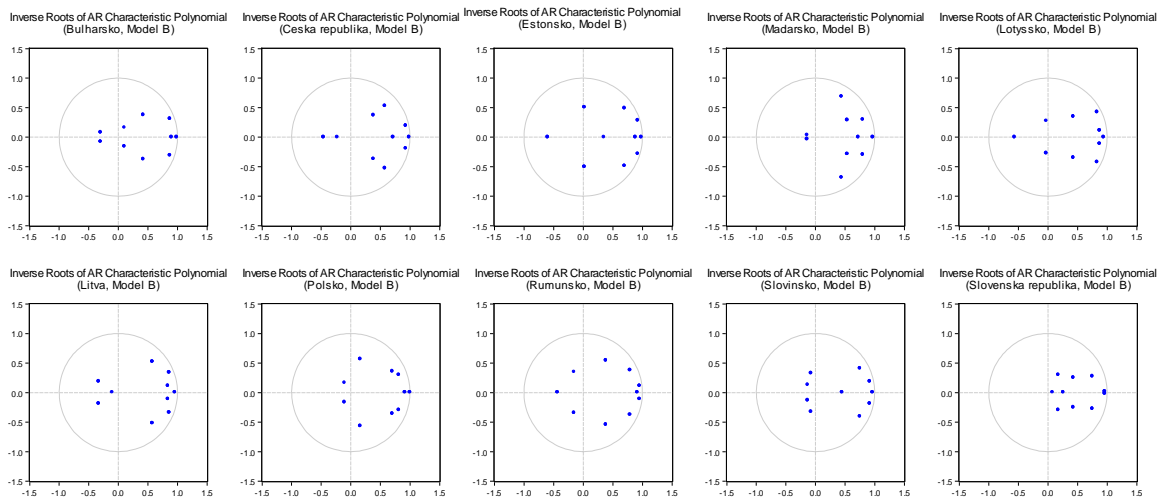 Inverse Roots of AR Characteristic Polynomial
(Bulharsko, Model B)
1.5
1.0
0.5
0.0
-0.5
-1.0
-1.5
-1.5 -1.0 -0.5 0.0 0.5 1.0 1.5
Inverse Roots of AR Characteristic Polynomial
(Ceska republika, Model B)
1.5
1.0
0.5
0.0
-0.5
-1.0
-1.5
-1.5 -1.0 -0.5 0.0 0.5 1.0 1.5
Inverse Roots of AR Characteristic Polynomial
(Estonsko, Model B)
1.5
1.0
0.5
0.0
-0.5
-1.0
-1.5
-1.5 -1.0 -0.5 0.0 0.5 1.0 1.5
Inverse Roots of AR Characteristic Polynomial
(Madarsko, Model B)
1.5
1.0
0.5
0.0
-0.5
-1.0
-1.5
-1.5 -1.0 -0.5 0.0 0.5 1.0 1.5
Inverse Roots of AR Characteristic Polynomial
(Lotyssko, Model B)
1.5
1.0
0.5
0.0
-0.5
-1.0
-1.5
-1.5 -1.0 -0.5 0.0 0.5 1.0 1.5
Inverse Roots of AR Characteristic Polynomial
(Litva, Model B)
1.5
1.0
0.5
0.0
-0.5
-1.0
-1.5
-1.5 -1.0 -0.5 0.0 0.5 1.0 1.5
Inverse Roots of AR Characteristic Polynomial
(Polsko, Model B)
1.5
1.0
0.5
0.0
-0.5
-1.0
-1.5
-1.5 -1.0 -0.5 0.0 0.5 1.0 1.5
Inverse Roots of AR Characteristic Polynomial
(Rumunsko, Model B)
1.5
1.0
0.5
0.0
-0.5
-1.0
-1.5
-1.5 -1.0 -0.5 0.0 0.5 1.0 1.5
Inverse Roots of AR Characteristic Polynomial
(Slovinsko, Model B)
1.5
1.0
0.5
0.0
-0.5
-1.0
-1.5
-1.5 -1.0 -0.5 0.0 0.5 1.0 1.5
Inverse Roots of AR Characteristic Polynomial
(Slovenska republika, Model B)
1.5
1.0
0.5
0.0
-0.5
-1.0
-1.5
-1.5 -1.0 -0.5 0.0 0.5 1.0 1.5